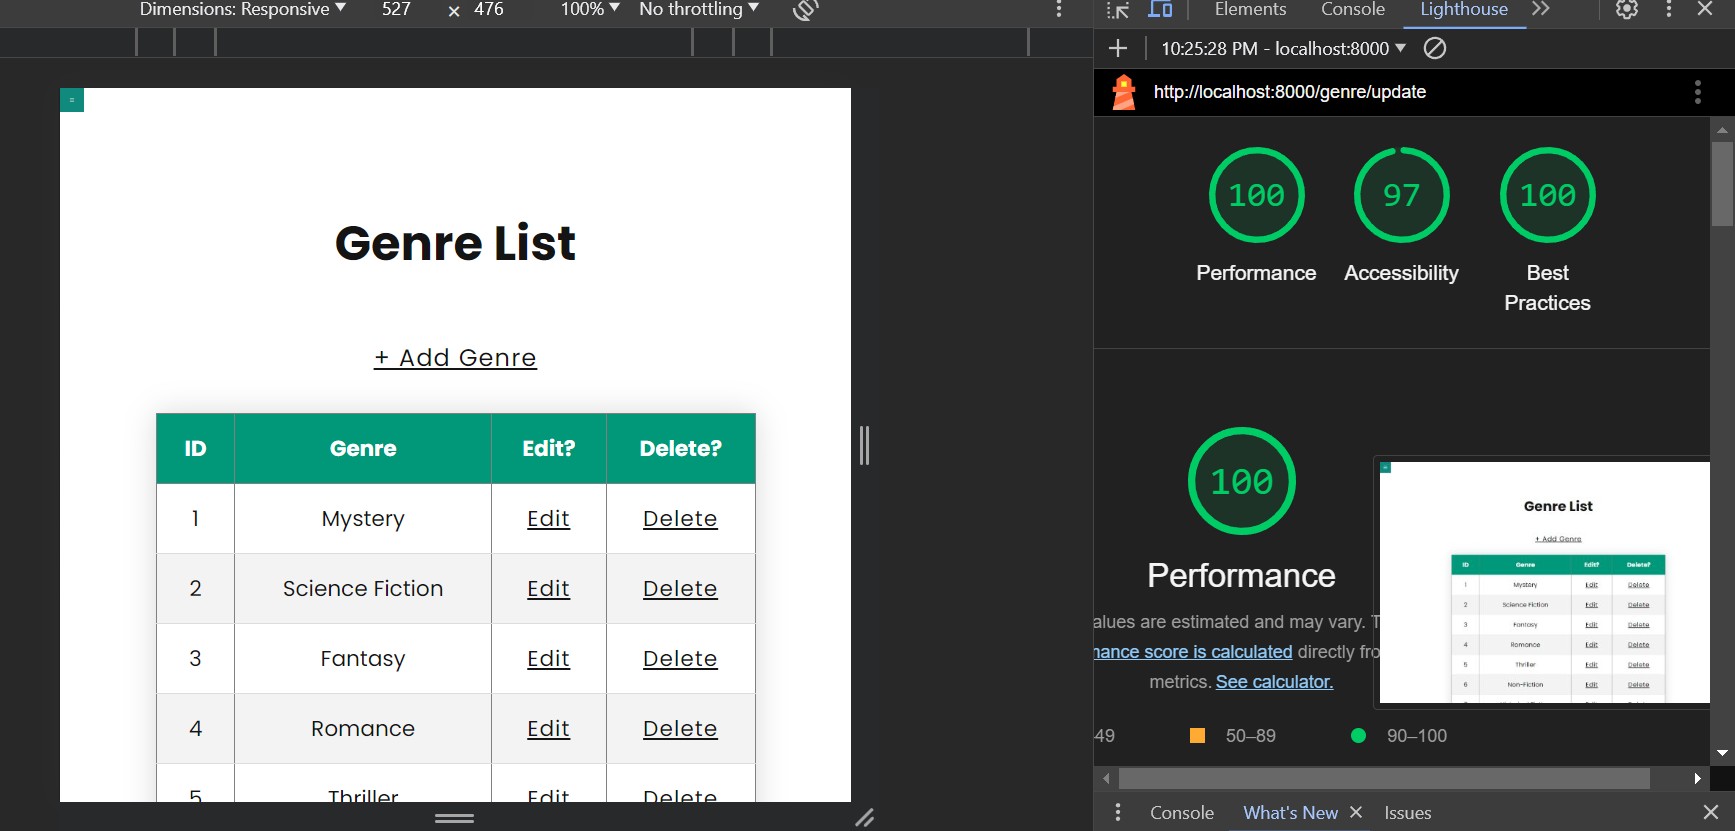 Dimensions: Responsive ▼ 527 × 476 100% ▼ No throttling ▼
Elements Console Lighthouse
10:25:28 PM - localhost:8000 ▼
http://localhost:8000/genre/update
100 97 100
Performance Accessibility Best Practices
Genre List
+ Add Genre
ID Genre Edit? Delete?
1 Mystery Edit Delete
2 Science Fiction Edit Delete
3 Fantasy Edit Delete
4 Romance Edit Delete
5 Thriller Edit Delete
100
Performance
alues are estimated and may vary. T
nance score is calculated directly fro
metrics. See calculator.
Genre List
+ Add Genre
ID Genre Edit? Delete?
1 Mystery Edit Delete
2 Science Fiction Edit Delete
3 Fantasy Edit Delete
4 Romance Edit Delete
5 Thriller Edit Delete
6 Non-Fiction Edit Delete
49 50–89 90–100
Console What's New Issues